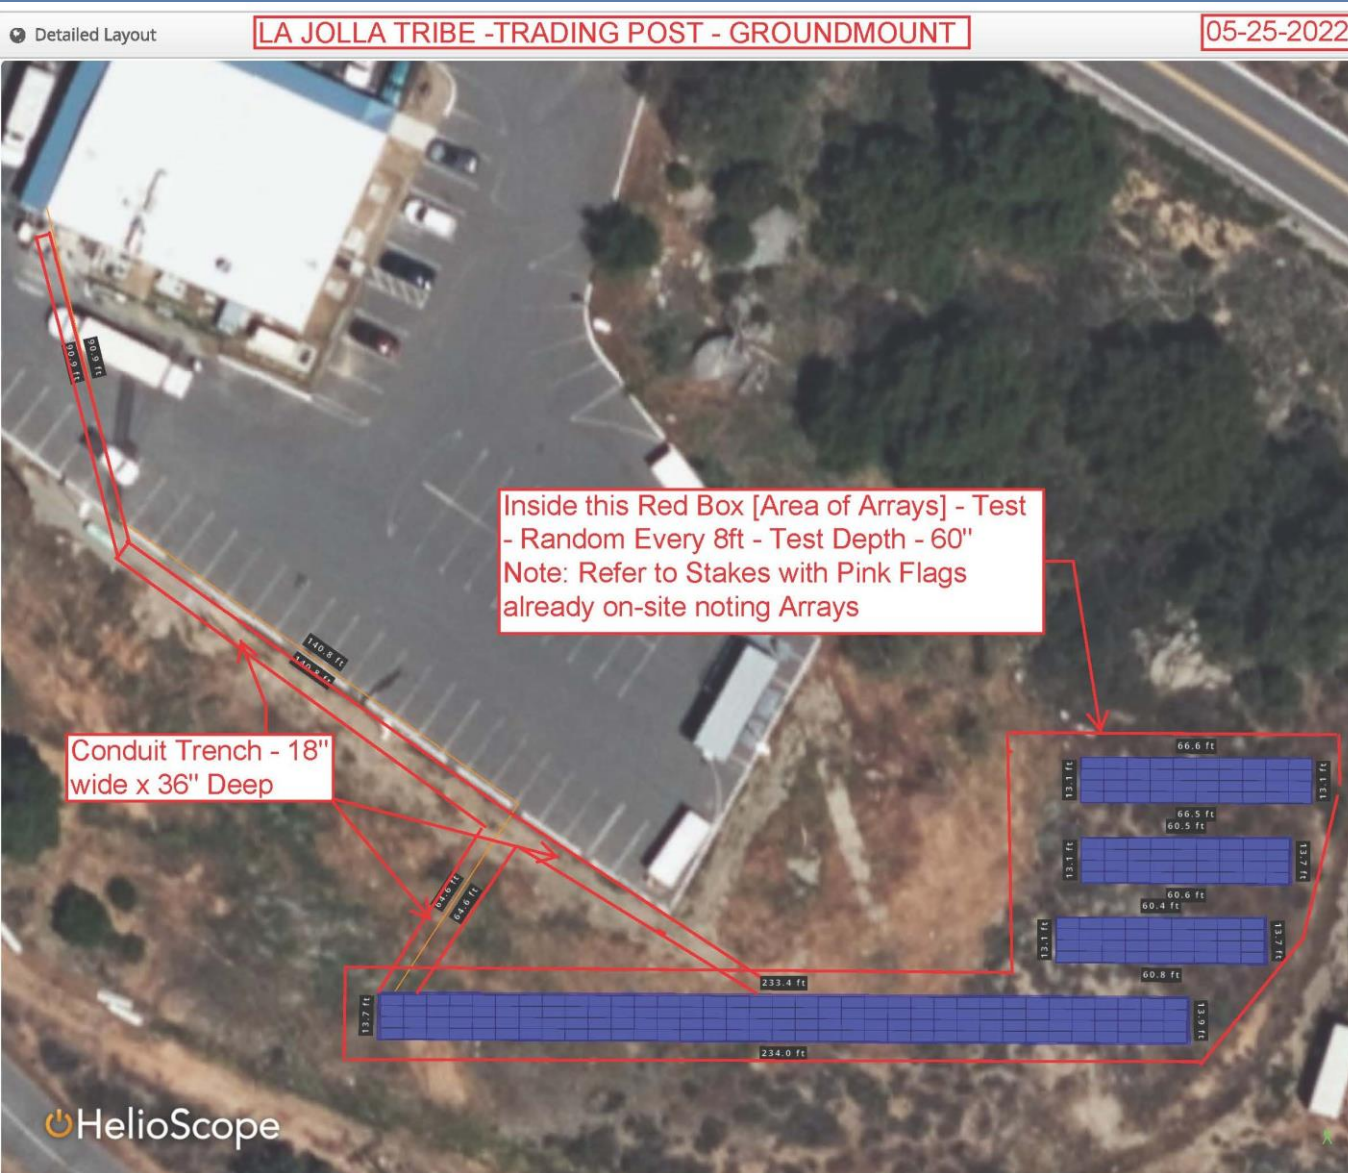 Detailed Layout
LA JOLLA TRIBE -TRADING POST - GROUNDMOUNT
05-25-2022
90.9 ft
90.9 ft
Inside this Red Box [Area of Arrays] - Test
- Random Every 8ft - Test Depth - 60"
Note: Refer to Stakes with Pink Flags
already on-site noting Arrays
140.8 ft
140.8 ft
Conduit Trench - 18"
wide x 36" Deep
66.6 ft
13.1 ft
13.1 ft
66.5 ft
60.5 ft
13.1 ft
13.7 ft
60.6 ft
60.4 ft
64.6 ft
64.6 ft
13.1 ft
13.7 ft
60.8 ft
233.4 ft
13.7 ft
13.9 ft
234.0 ft
HelioScope